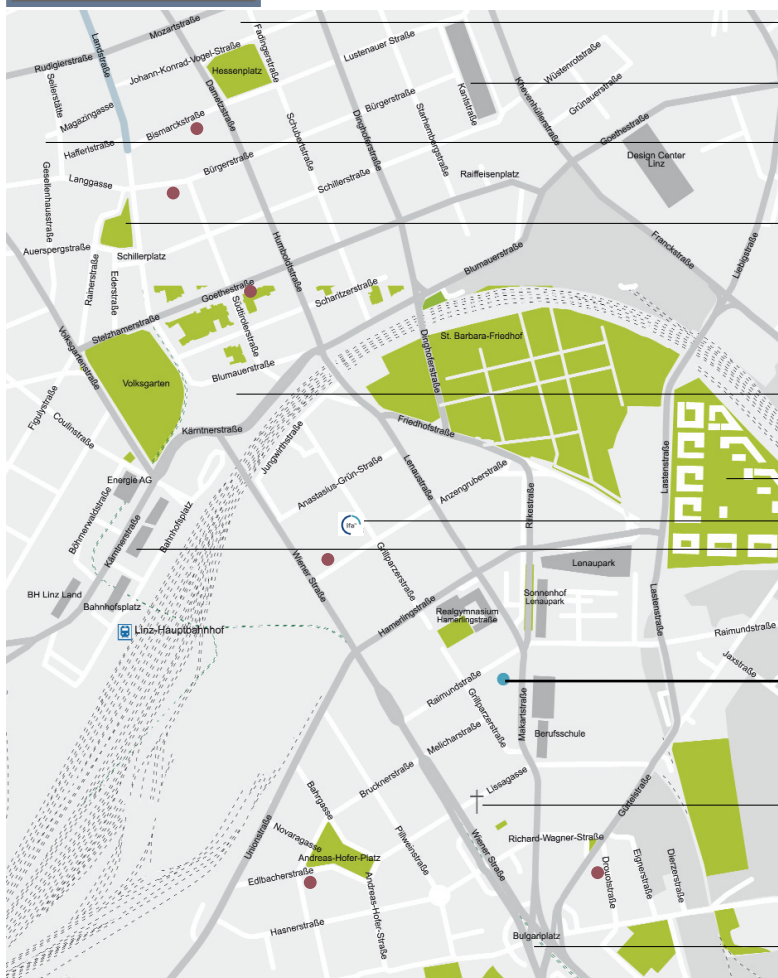 Mozartstraße
Landstraße
Fadingerstraße
Rudigierstraße
Johann-Konrad-Vogel-Straße
Lustenauer Straße
Hessenplatz
Seilerstätte
Dametzstraße
Karlstraße
Khevenhüllerstraße
Wüstenrotstraße
Grünauerstraße
Magazingasse
Bismarckstraße
Bürgerstraße
Starhembergstraße
Dinghoferstraße
Schubertstraße
Goethestraße
Hafferlstraße
Design Center
Linz
Gesellenhausstraße
Langgasse
Bürgerstraße
Schillerstraße
Raiffeisenplatz
Auerspergstraße
Schillerplatz
Humboldtstraße
Blumauerstraße
Franckstraße
Liebigstraße
Rainerstraße
Ederstraße
Goethestraße
Scharitzerstraße
Südtirolerstraße
Stelzhamerstraße
Dinghoferstraße
St. Barbara-Friedhof
Volksgartenstraße
Volksgarten
Blumauerstraße
Figulystraße
Coulinstraße
Kärntnerstraße
Friedhofstraße
Jungwirthstraße
Lenaustraße
Lastenstraße
Energie AG
Anastasius-Grün-Straße
Anzengruberstraße
Böhmerwaldstraße
Kärntnerstraße
Bahnhofsplatz
Ifa
Rilkestraße
Wiener Straße
Grillparzerstraße
Lenaupark
BH Linz Land
Bahnhofsplatz
Hamerlingstraße
Realgymnasium
Hamerlingstraße
Sonnenhof
Lenaupark
Lastenstraße
Linz-Hauptbahnhof
Raimundstraße
Jaxstraße
Raimundstraße
Grillparzerstraße
Makartstraße
Melicharstraße
Berufsschule
Brucknerstraße
Lissagasse
Bahrgasse
Gürtelstraße
Unionstraße
Novaragasse
Andreas-Hofer-Platz
Pillweinstraße
Wiener Straße
Richard-Wagner-Straße
Edlbacherstraße
Andreas-Hofer-Straße
Drouotstraße
Eignerstraße
Dierzerstraße
Hasnerstraße
Bulgariplatz